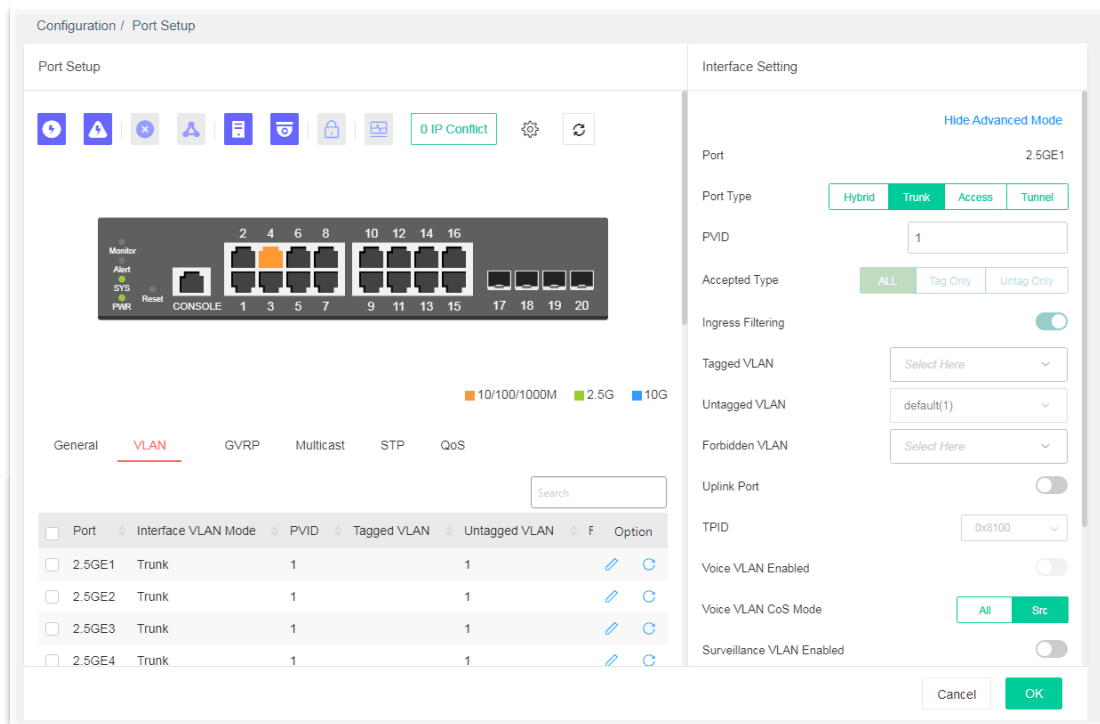 Configuration / Port Setup
Port Setup
0 IP Conflict
2 4 6 8 10 12 14 16
Monitor
Alert
SYS
PWR
Reset
CONSOLE
1 3 5 7 9 11 13 15 17 18 19 20
10/100/1000M 2.5G 10G
General VLAN GVRP Multicast STP QoS
Search
Port Interface VLAN Mode PVID Tagged VLAN Untagged VLAN F Option
2.5GE1 Trunk 1 1
2.5GE2 Trunk 1 1
2.5GE3 Trunk 1 1
2.5GE4 Trunk 1 1
Interface Setting
Hide Advanced Mode
Port 2.5GE1
Port Type Hybrid Trunk Access Tunnel
PVID 1
Accepted Type ALL Tag Only Untag Only
Ingress Filtering
Tagged VLAN Select Here
Untagged VLAN default(1)
Forbidden VLAN Select Here
Uplink Port
TPID 0x8100
Voice VLAN Enabled
Voice VLAN CoS Mode All Src
Surveillance VLAN Enabled
Cancel OK